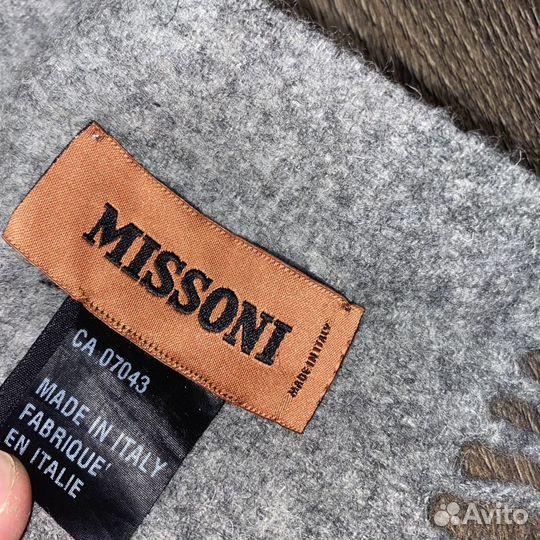 MISSONI
MADE IN ITALY
CA 07043
MADE IN ITALY
FABRIQUE'
EN ITALIE
Avito